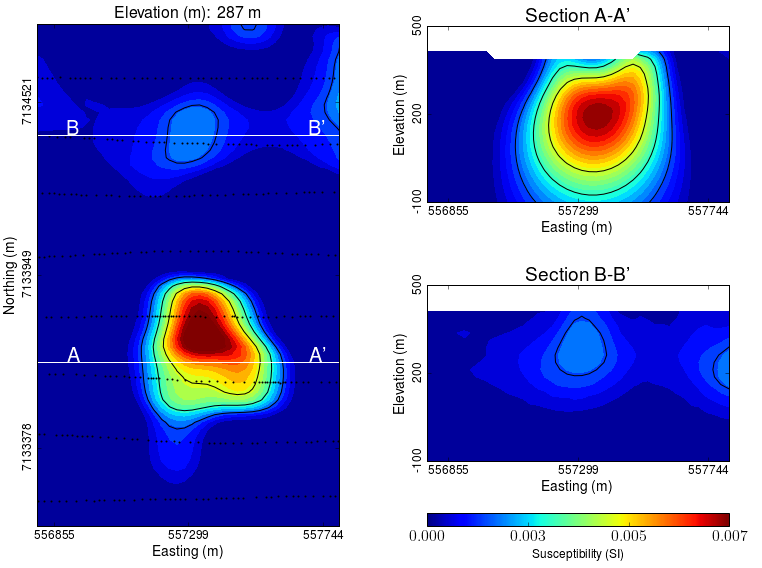 Elevation (m): 287 m
7134521
7133949
7133378
Northing (m)
B
B'
A
A'
556855
557299
557744
Easting (m)
Section A-A'
500
200
-100
Elevation (m)
556855
557299
557744
Easting (m)
Section B-B'
500
200
-100
Elevation (m)
556855
557299
557744
Easting (m)
0.000
0.003
0.005
0.007
Susceptibility (SI)